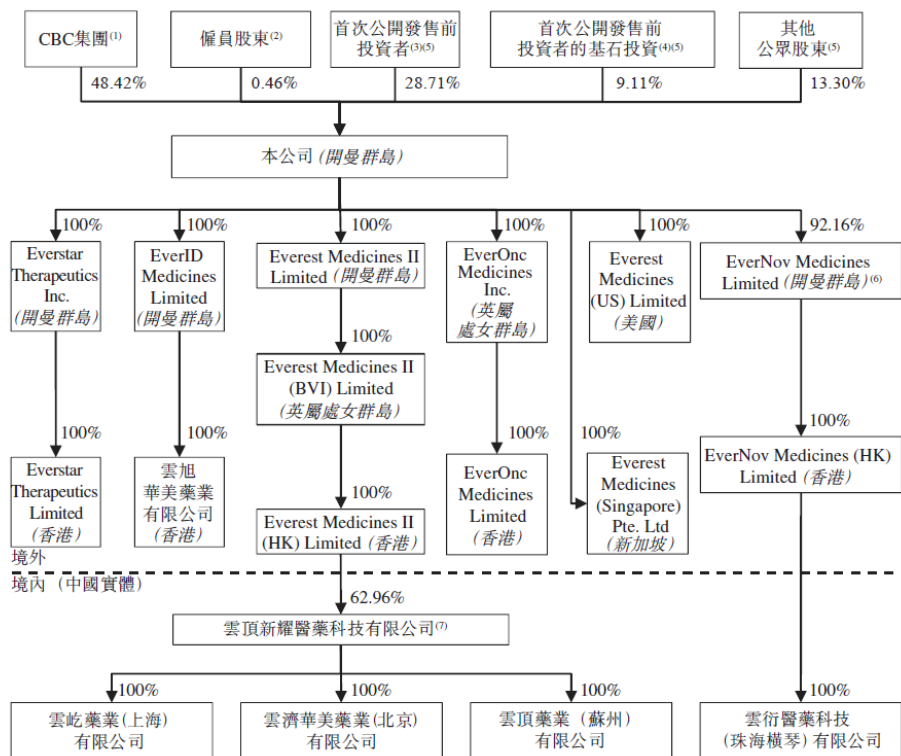 CBC集團(1)
僱員股東(2)
首次公開發售前
投資者(3)(5)
首次公開發售前
投資者的基石投資(4)(5)
其他
公眾股東(5)
48.42%
0.46%
28.71%
9.11%
13.30%
本公司(開曼群島)
100%
100%
100%
100%
100%
92.16%
Everstar
Therapeutics
Inc.
(開曼群島)
EverID
Medicines
Limited
(開曼群島)
Everest Medicines II
Limited (開曼群島)
EverOnc
Medicines
Inc.
(英屬
處女群島)
Everest
Medicines
(US) Limited
(美國)
EverNov Medicines
Limited (開曼群島)(6)
100%
Everest Medicines II
(BVI) Limited
(英屬處女群島)
100%
100%
100%
100%
100%
100%
Everstar
Therapeutics
Limited
(香港)
雲旭
華美藥業
有限公司
(香港)
Everest Medicines II
(HK) Limited (香港)
EverOnc
Medicines
Limited
(香港)
Everest
Medicines
(Singapore)
Pte. Ltd
(新加坡)
EverNov Medicines (HK)
Limited (香港)
境外
境內（中國實體）
62.96%
雲頂新耀醫藥科技有限公司(7)
100%
100%
100%
100%
雲屹藥業(上海)
有限公司
雲濟華美藥業(北京)
有限公司
雲頂藥業（蘇州）
有限公司
雲衍醫藥科技
(珠海橫琴）有限公司